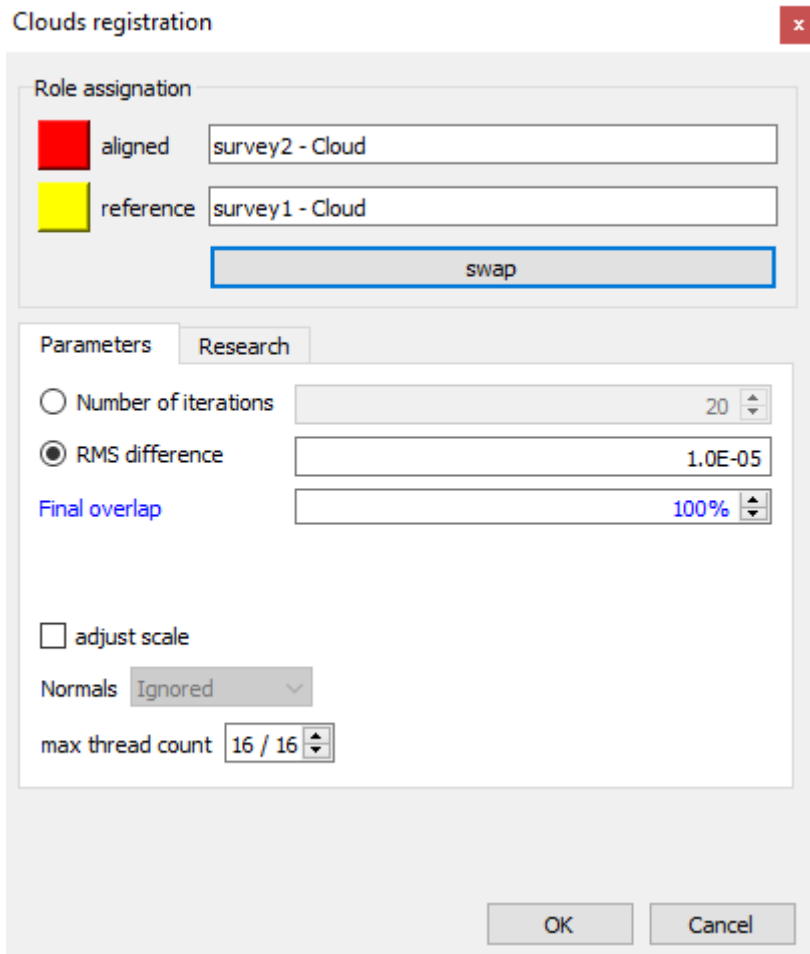 Clouds registration
x
Role assignation
aligned survey2 - Cloud
reference survey1 - Cloud
swap
Parameters Research
Number of iterations 20
RMS difference 1.0E-05
Final overlap 100%
adjust scale
Normals Ignored
max thread count 16 / 16
OK Cancel